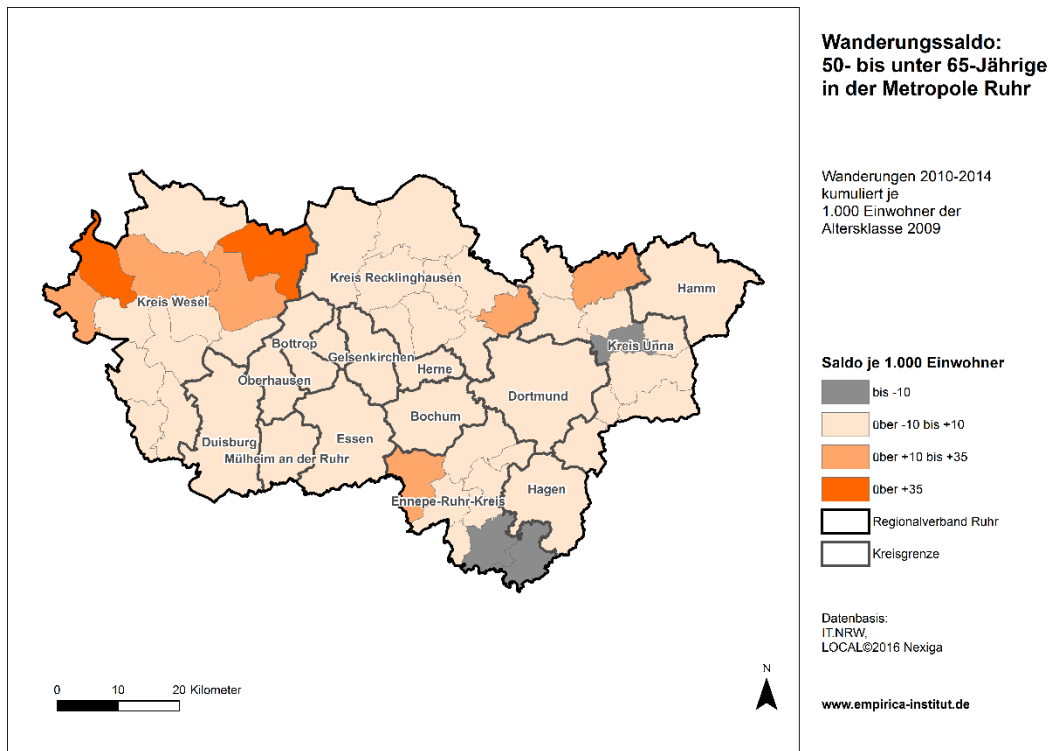 Wanderungssaldo:
50- bis unter 65-Jährige
in der Metropole Ruhr
Wanderungen 2010-2014
kumuliert je
1.000 Einwohner der
Altersklasse 2009
Kreis Recklinghausen
Hamm
Kreis Wesel
Kreis Unna
Bottrop
Gelsenkirchen
Herne
Oberhausen
Dortmund
Bochum
Duisburg
Essen
Mülheim an der Ruhr
Hagen
Ennepe-Ruhr-Kreis
Saldo je 1.000 Einwohner
bis -10
über -10 bis +10
über +10 bis +35
über +35
Regionalverband Ruhr
Kreisgrenze
Datenbasis:
IT.NRW,
LOCAL©2016 Nexiga
www.empirica-institut.de
0 10 20 Kilometer
N